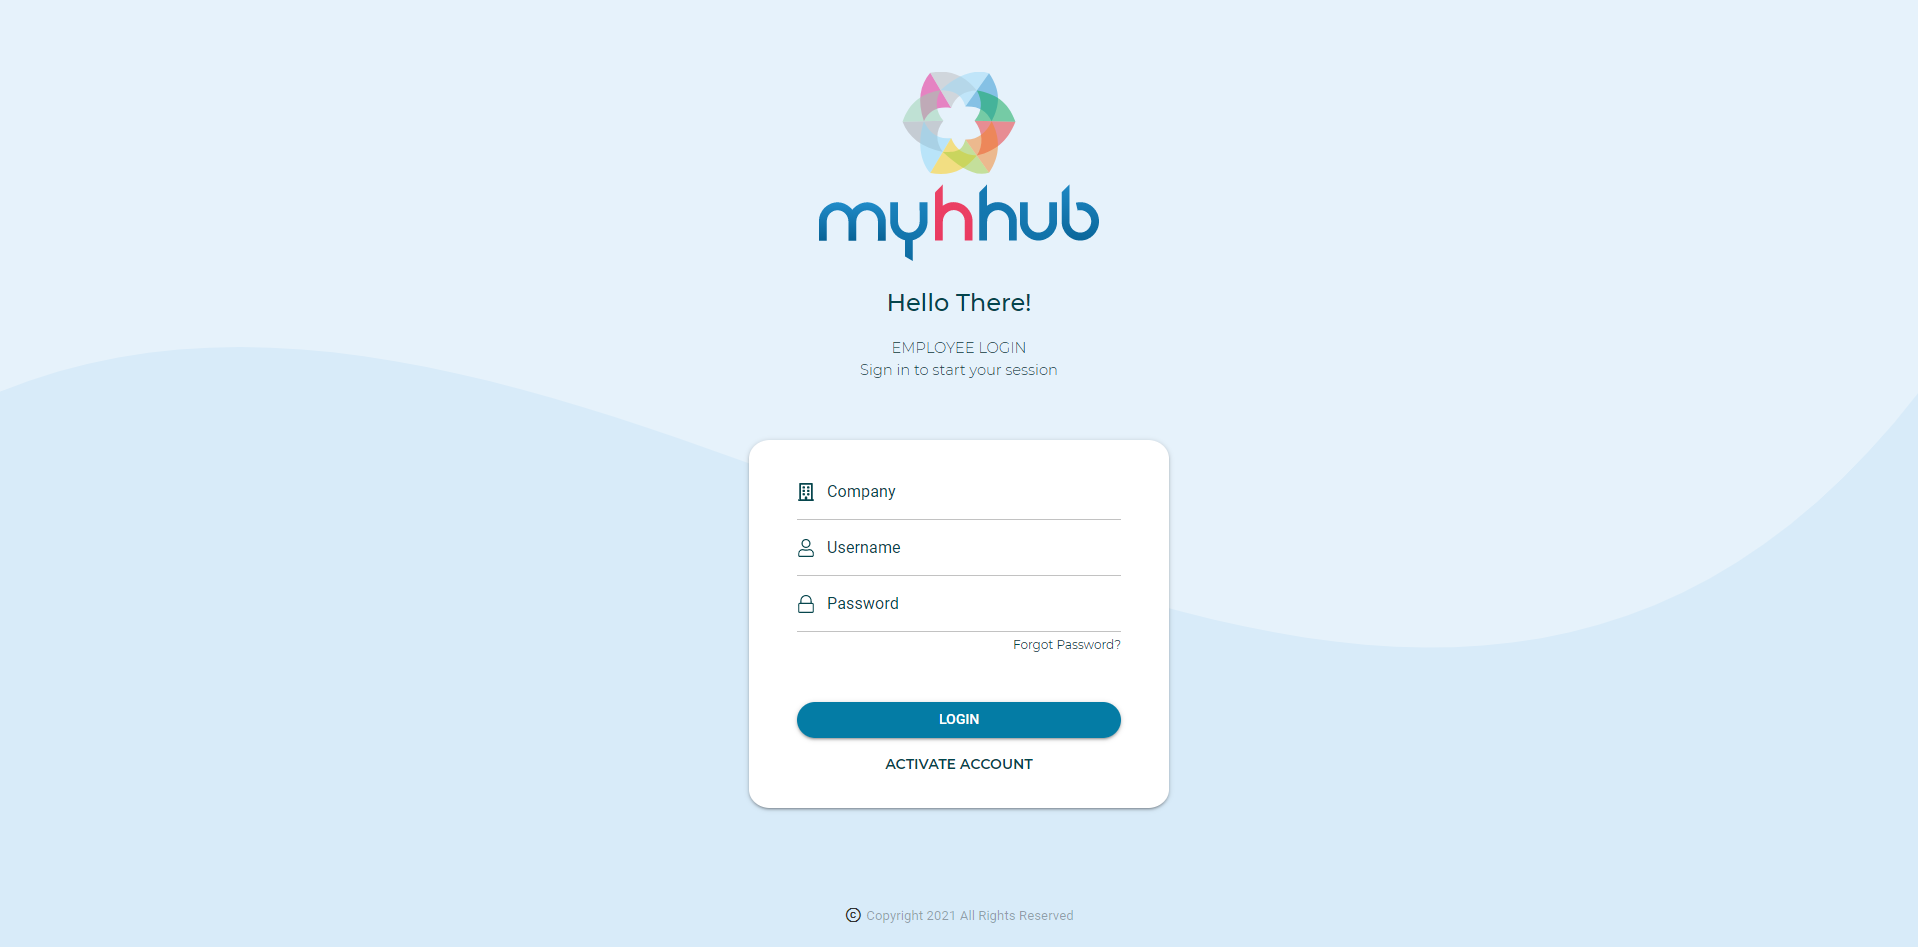 myhhub
Hello There!
EMPLOYEE LOGIN
Sign in to start your session
Company
Username
Password
Forgot Password?
LOGIN
ACTIVATE ACCOUNT
© Copyright 2021 All Rights Reserved